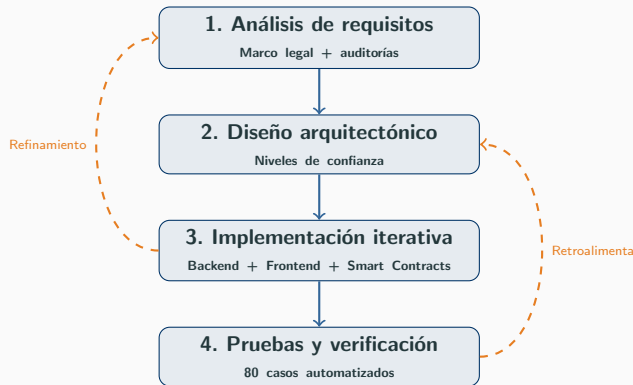 1. Análisis de requisitos
Marco legal + auditorías
Refinamiento
2. Diseño arquitectónico
Niveles de confianza
3. Implementación iterativa
Backend + Frontend + Smart Contracts
Retroalimenta
4. Pruebas y verificación
80 casos automatizados